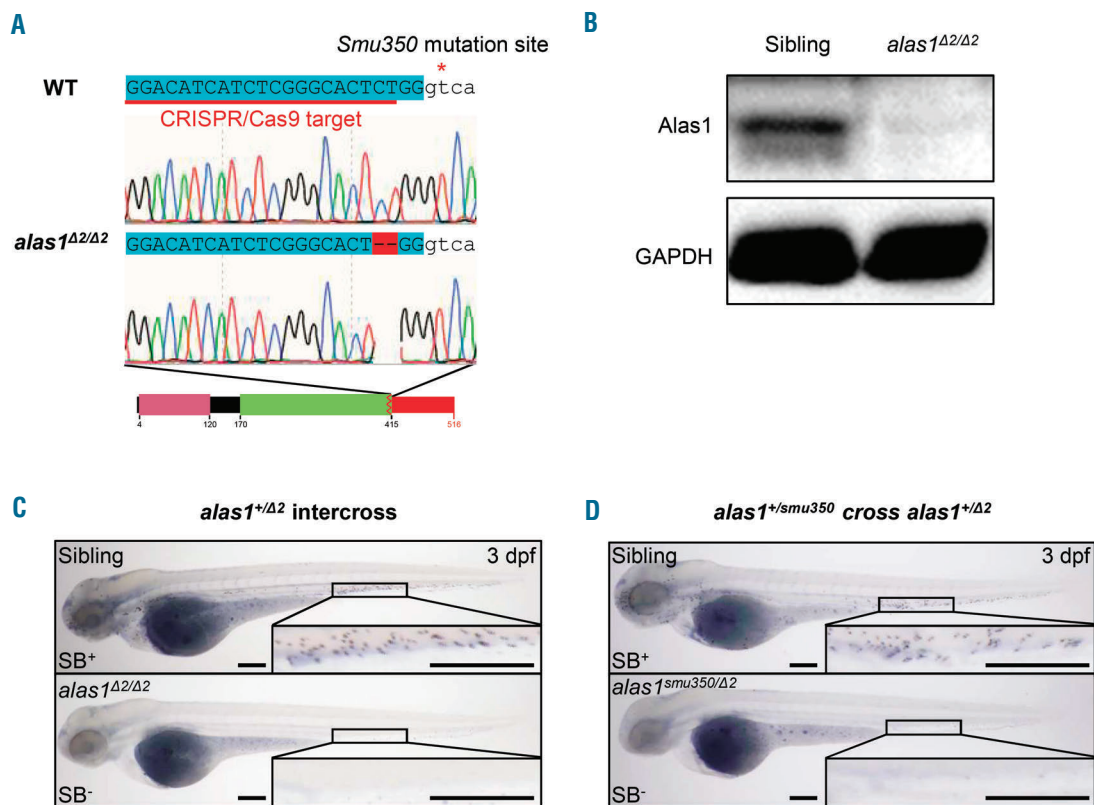 A
Smu350 mutation site
*
WT
GGACATCATCTCGGGCACTCTGGgtca
CRISPR/Cas9 target
alas1Δ2/Δ2
GGACATCATCTCGGGCACT--GGgtca
4
120
170
415
516
B
Sibling
alas1Δ2/Δ2
Alas1
GAPDH
C
alas1+/Δ2 intercross
Sibling
3 dpf
SB+
alas1Δ2/Δ2
SB-
D
alas1+/smu350 cross alas1+/Δ2
Sibling
3 dpf
SB+
alas1smu350/Δ2
SB-